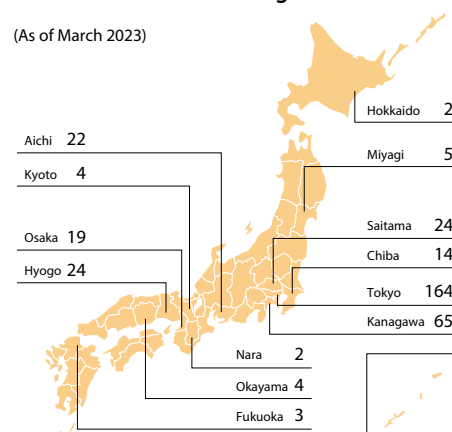 (As of March 2023)
Hokkaido 2
Aichi 22
Miyagi 5
Kyoto 4
Saitama 24
Osaka 19
Chiba 14
Hyogo 24
Tokyo 164
Kanagawa 65
Nara 2
Okayama 4
Fukuoka 3